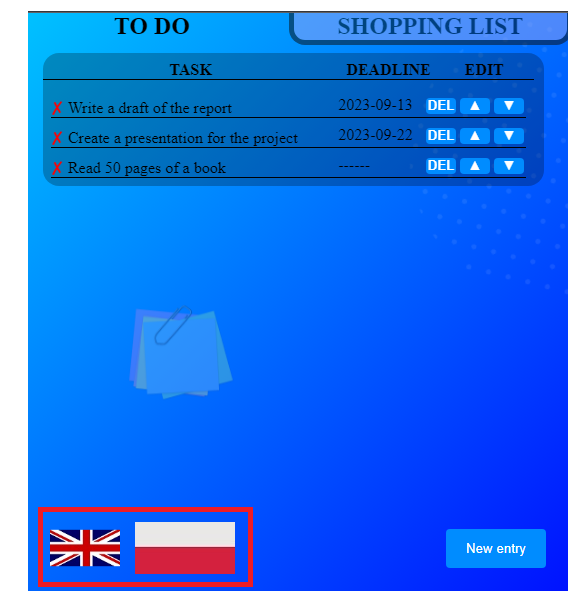 TO DO SHOPPING LIST
TASK DEADLINE EDIT
✗ Write a draft of the report 2023-09-13 DEL ▲ ▼
✗ Create a presentation for the project 2023-09-22 DEL ▲ ▼
✗ Read 50 pages of a book ------ DEL ▲ ▼
New entry